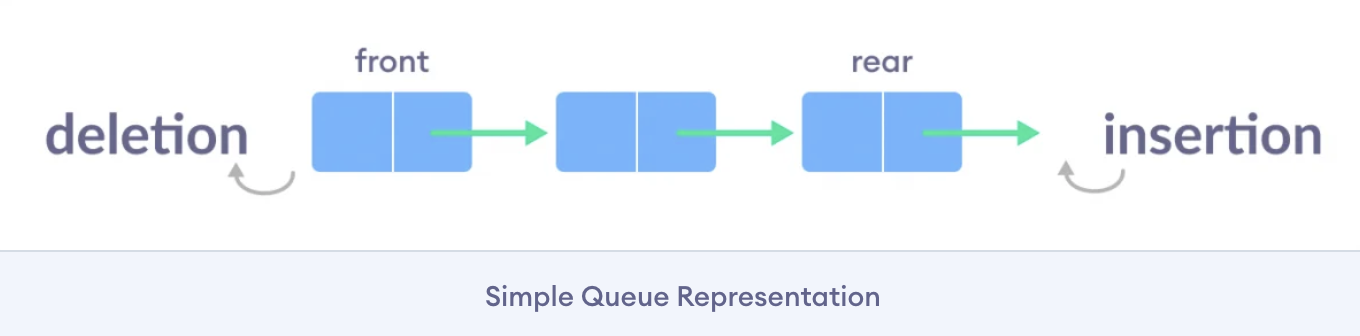 front
rear
deletion
insertion
Simple Queue Representation